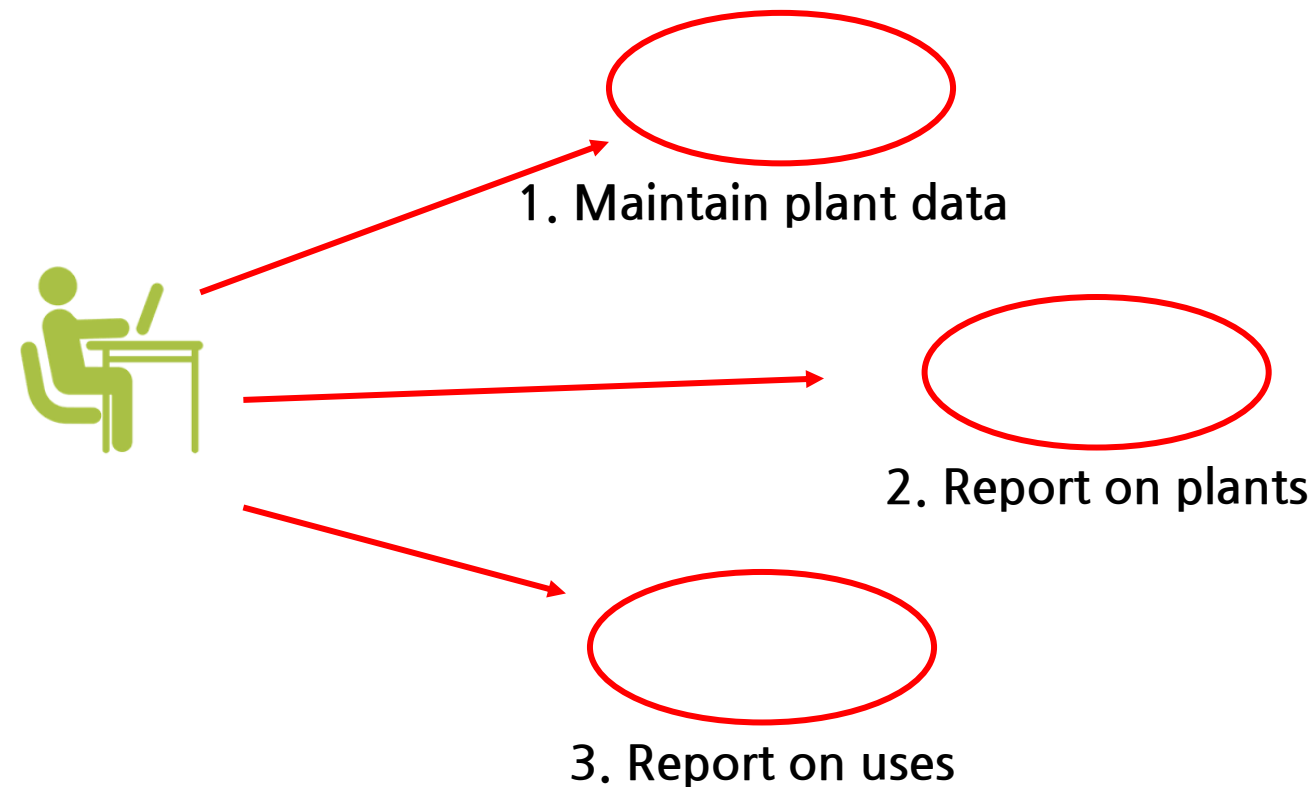 1. Maintain plant data
2. Report on plants
3. Report on uses